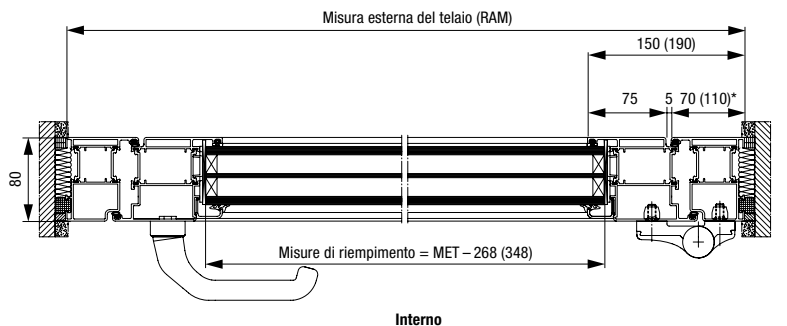 Misura esterna del telaio (RAM)
150 (190)
75 5 70 (110)*
80
Misure di riempimento = MET – 268 (348)
Interno